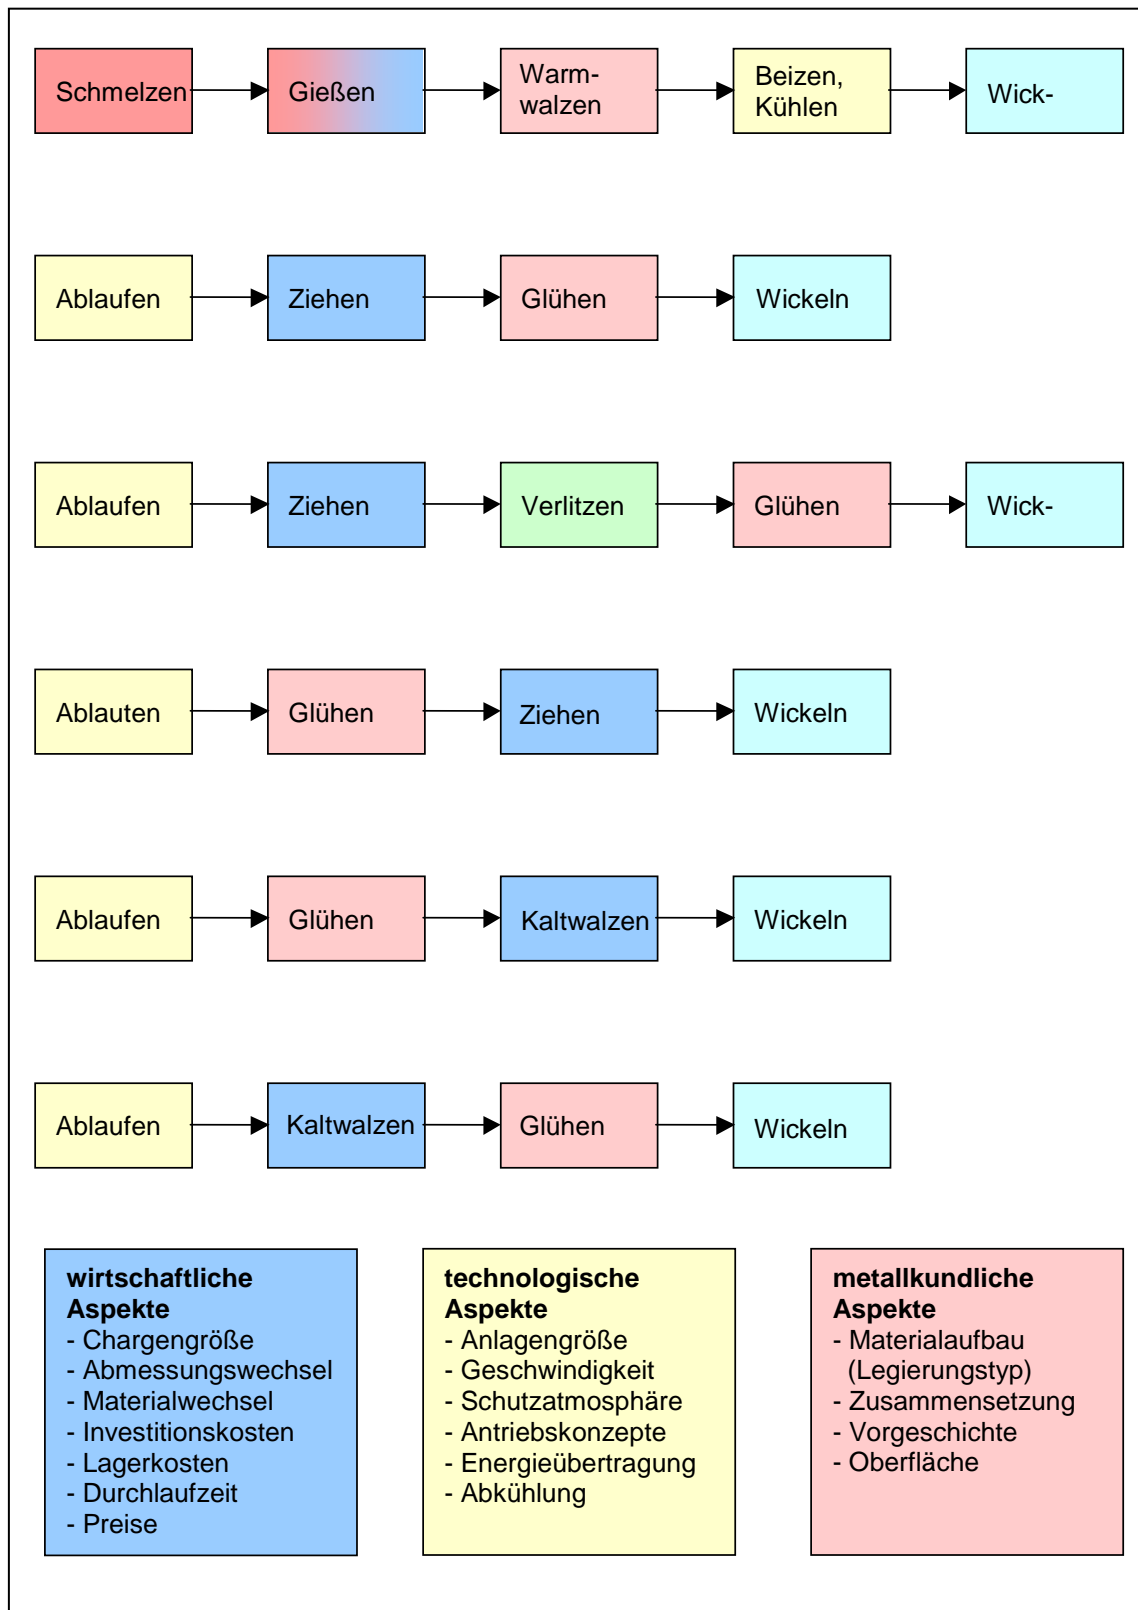 Schmelzen
Gießen
Warm-
walzen
Beizen,
Kühlen
Wick-
Ablaufen
Ziehen
Glühen
Wickeln
Ablaufen
Ziehen
Verlitzen
Glühen
Wick-
Ablauten
Glühen
Ziehen
Wickeln
Ablaufen
Glühen
Kaltwalzen
Wickeln
Ablaufen
Kaltwalzen
Glühen
Wickeln
wirtschaftliche
Aspekte
- Chargengröße
- Abmessungswechsel
- Materialwechsel
- Investitionskosten
- Lagerkosten
- Durchlaufzeit
- Preise
technologische
Aspekte
- Anlagengröße
- Geschwindigkeit
- Schutzatmosphäre
- Antriebskonzepte
- Energieübertragung
- Abkühlung
metallkundliche
Aspekte
- Materialaufbau
(Legierungstyp)
- Zusammensetzung
- Vorgeschichte
- Oberfläche